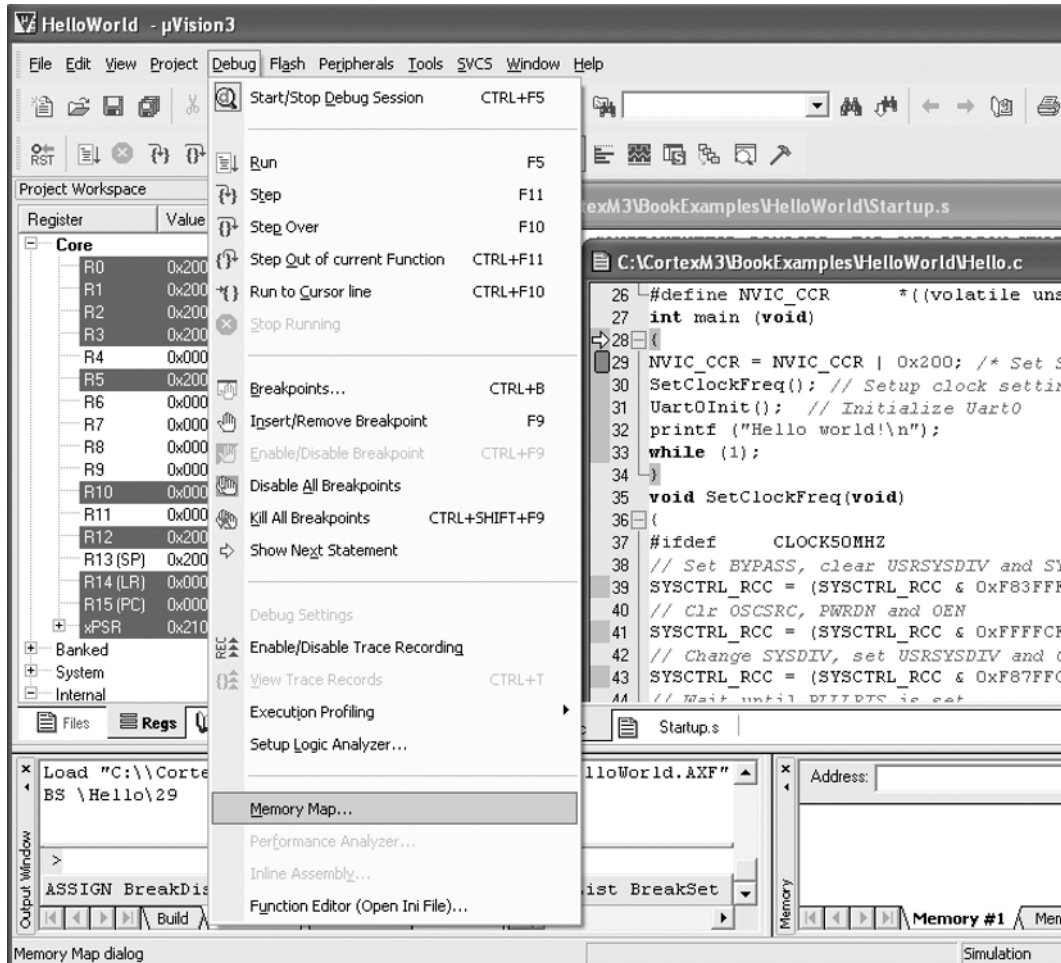 HelloWorld - µVision3
File Edit View Project Debug Flash Peripherals Tools SVCS Window Help
Start/Stop Debug Session CTRL+F5
RST
Run F5
Step F11
Step Over F10
Step Out of current Function CTRL+F11
Run to Cursor line CTRL+F10
Stop Running
Breakpoints... CTRL+B
Insert/Remove Breakpoint F9
Enable/Disable Breakpoint CTRL+F9
Disable All Breakpoints
Kill All Breakpoints CTRL+SHIFT+F9
Show Next Statement
Debug Settings
Enable/Disable Trace Recording
View Trace Records CTRL+T
Execution Profiling
Setup Logic Analyzer...
Memory Map...
Performance Analyzer...
Inline Assembly...
Function Editor (Open Ini File)...
Project Workspace
Register Value
Core
R0 0x200
R1 0x200
R2 0x200
R3 0x200
R4 0x000
R5 0x200
R6 0x000
R7 0x000
R8 0x000
R9 0x000
R10 0x000
R11 0x000
R12 0x200
R13 (SP) 0x200
R14 (LR) 0x000
R15 (PC) 0x000
xPSR 0x210
Banked
System
Internal
Files Regs
exM3\BookExamples\HelloWorld\Startup.s
C:\CortexM3\BookExamples\HelloWorld\Hello.c
26 #define NVIC_CCR *((volatile uns
27 int main (void)
28 {
29 NVIC_CCR = NVIC_CCR | 0x200; /* Set S
30 SetClockFreq(); // Setup clock settin
31 Uart0Init(); // Initialize Uart0
32 printf ("Hello world!\n");
33 while (1);
34 }
35 void SetClockFreq(void)
36 {
37 #ifdef CLOCK50MHZ
38 // Set BYPASS, clear USRSYSDIV and SY
39 SYSCTRL_RCC = (SYSCTRL_RCC & 0xF83FFF
40 // Clr OSCSRC, PWRDN and OEN
41 SYSCTRL_RCC = (SYSCTRL_RCC & 0xFFFFCF
42 // Change SYSDIV, set USRSYSDIV and
43 SYSCTRL_RCC = (SYSCTRL_RCC & 0xF87FFC
44 // Wait until PLLLRIS is set
Startup.s
Load "C:\\Corte lloWorld.AXF"
BS \Hello\29
>
ASSIGN BreakDis ist BreakSet
Output Window
Build
Address:
Memory
Memory #1 Mem
Memory Map dialog
Simulation